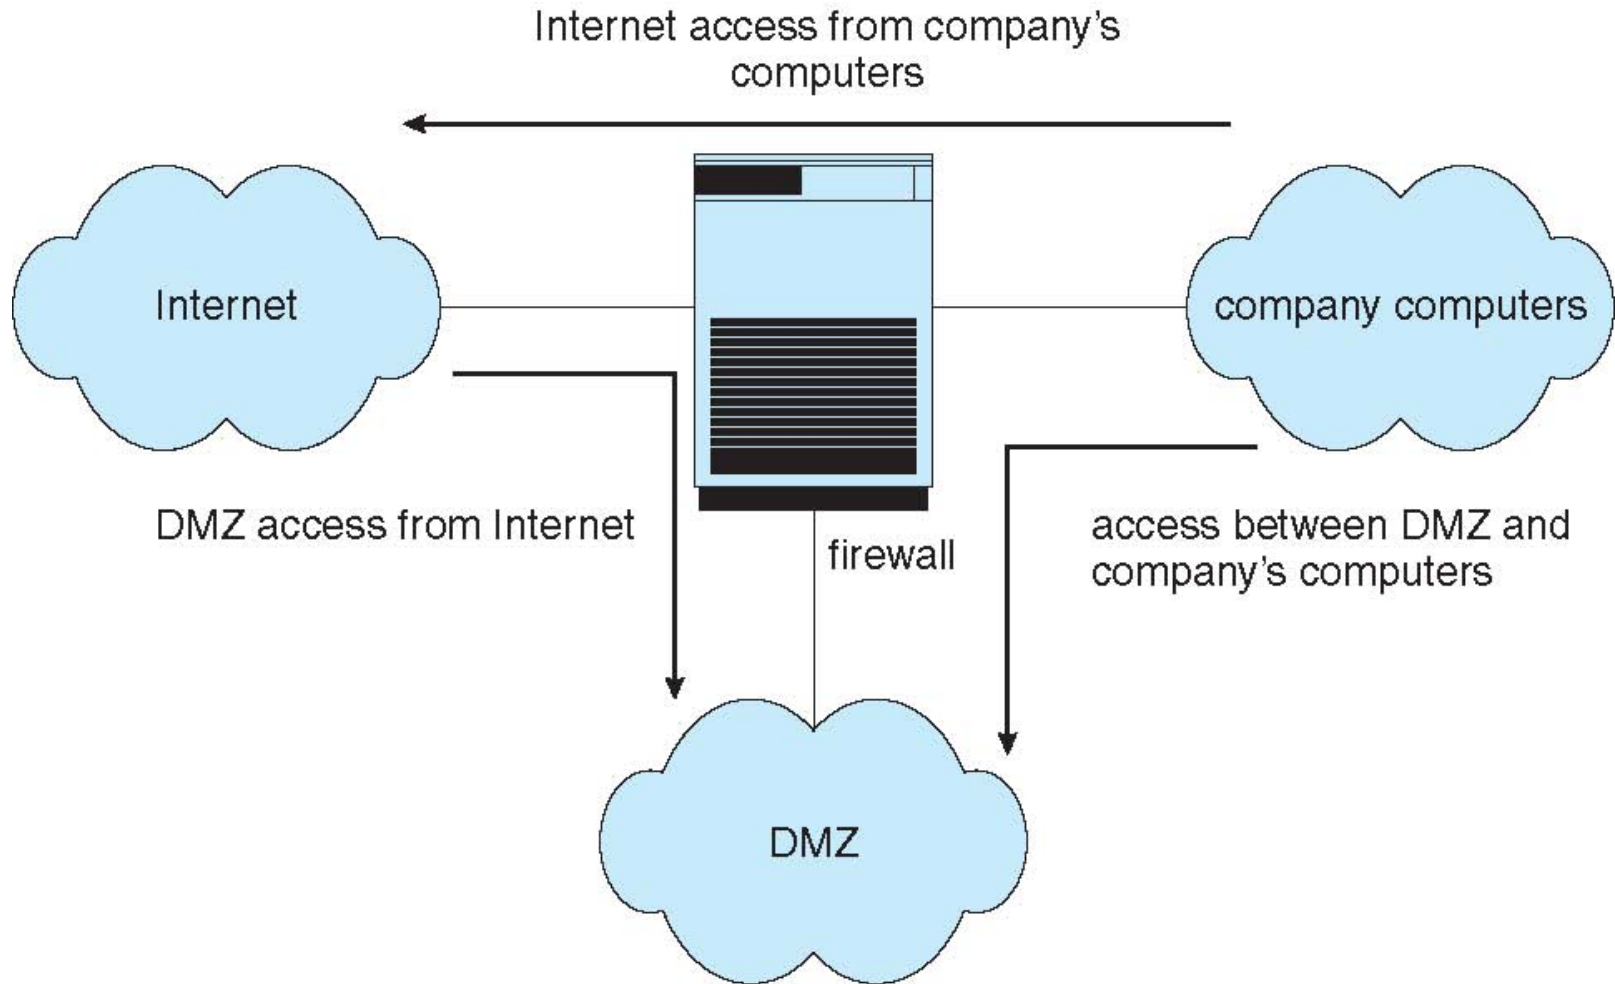 Internet access from company's
computers
Internet
company computers
DMZ access from Internet
firewall
access between DMZ and
company's computers
DMZ